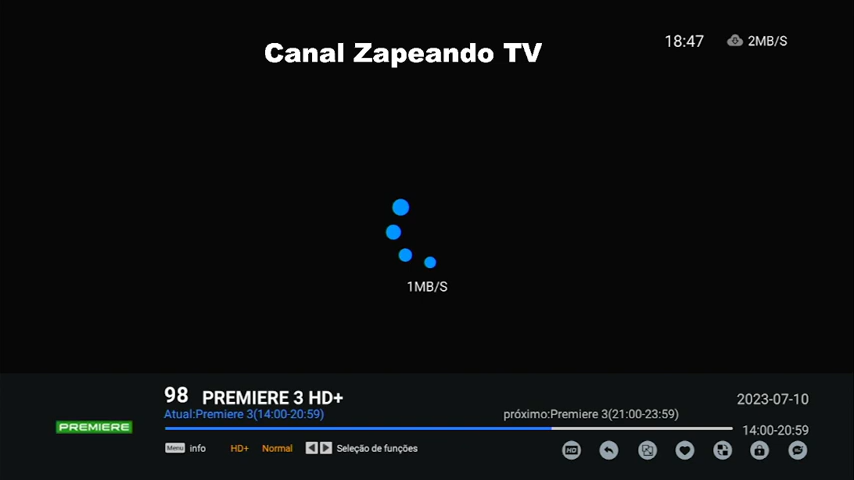 Canal Zapeando TV
18:47 2MB/S
1MB/S
98 PREMIERE 3 HD+
2023-07-10
Atual:Premiere 3(14:00-20:59) próximo:Premiere 3(21:00-23:59)
PREMIERE
14:00-20:59
Menu info HD+ Normal Seleção de funções HD